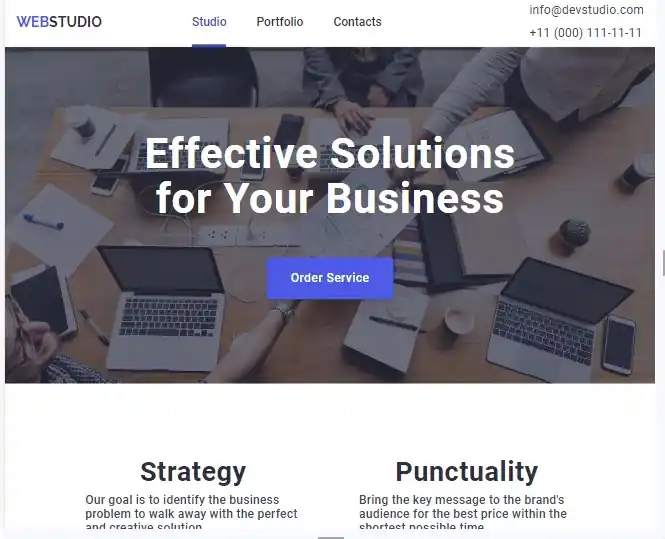 WEBSTUDIO
Studio
Portfolio
Contacts
info@devstudio.com
+11 (000) 111-11-11
Effective Solutions
for Your Business
Order Service
Strategy
Our goal is to identify the business
problem to walk away with the perfect
and creative solution
Punctuality
Bring the key message to the brand's
audience for the best price within the
shortest possible time